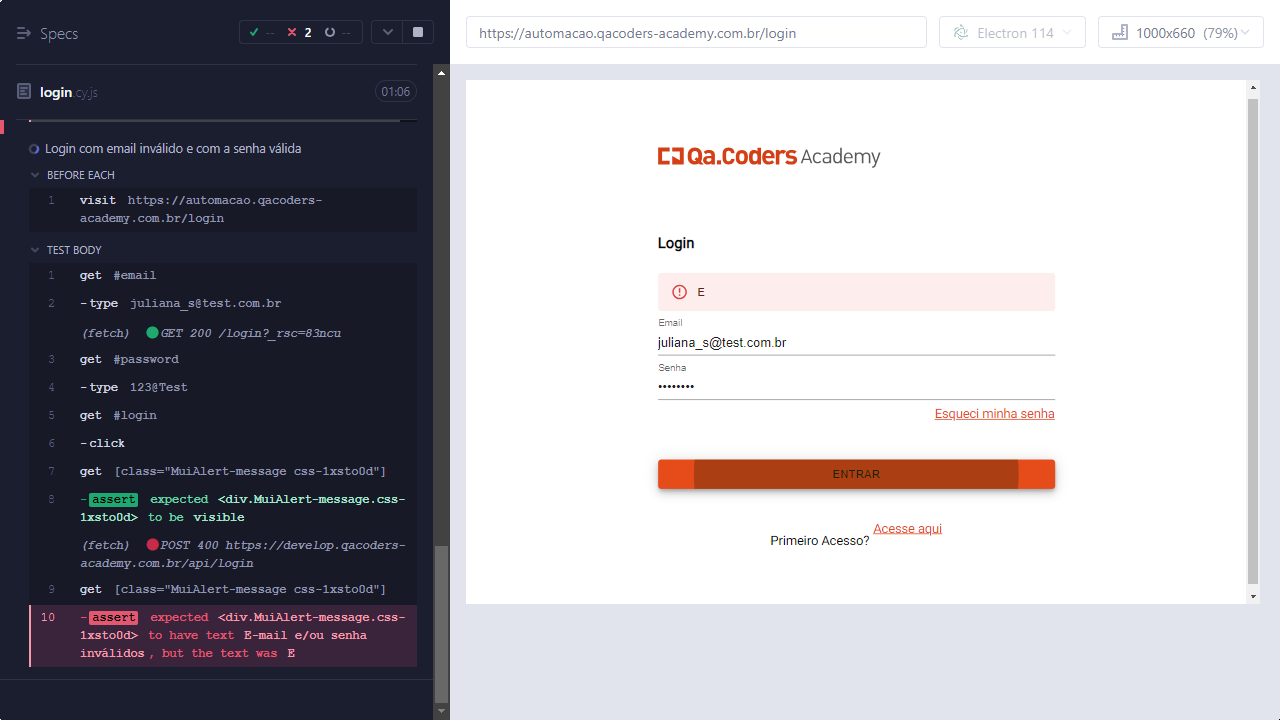 Specs
--
2
--
login.cy.js
01:06
Login com email inválido e com a senha válida
BEFORE EACH
1 visit https://automacao.qacoders-
academy.com.br/login
TEST BODY
1 get #email
2 -type juliana_s@test.com.br
(fetch) GET 200 /login?_rsc=83ncu
3 get #password
4 -type 123@Test
5 get #login
6 -click
7 get [class="MuiAlert-message css-1xsto0d"]
8 -assert expected <div.MuiAlert-message.css-
1xsto0d> to be visible
(fetch) POST 400 https://develop.qacoders-
academy.com.br/api/login
9 get [class="MuiAlert-message css-1xsto0d"]
10 -assert expected <div.MuiAlert-message.css-
1xsto0d> to have text E-mail e/ou senha
inválidos, but the text was E
https://automacao.qacoders-academy.com.br/login
Electron 114
1000x660 (79%)
Qa.Coders Academy
Login
E
Email
juliana_s@test.com.br
Senha
••••••••
Esqueci minha senha
ENTRAR
Primeiro Acesso? Acesse aqui